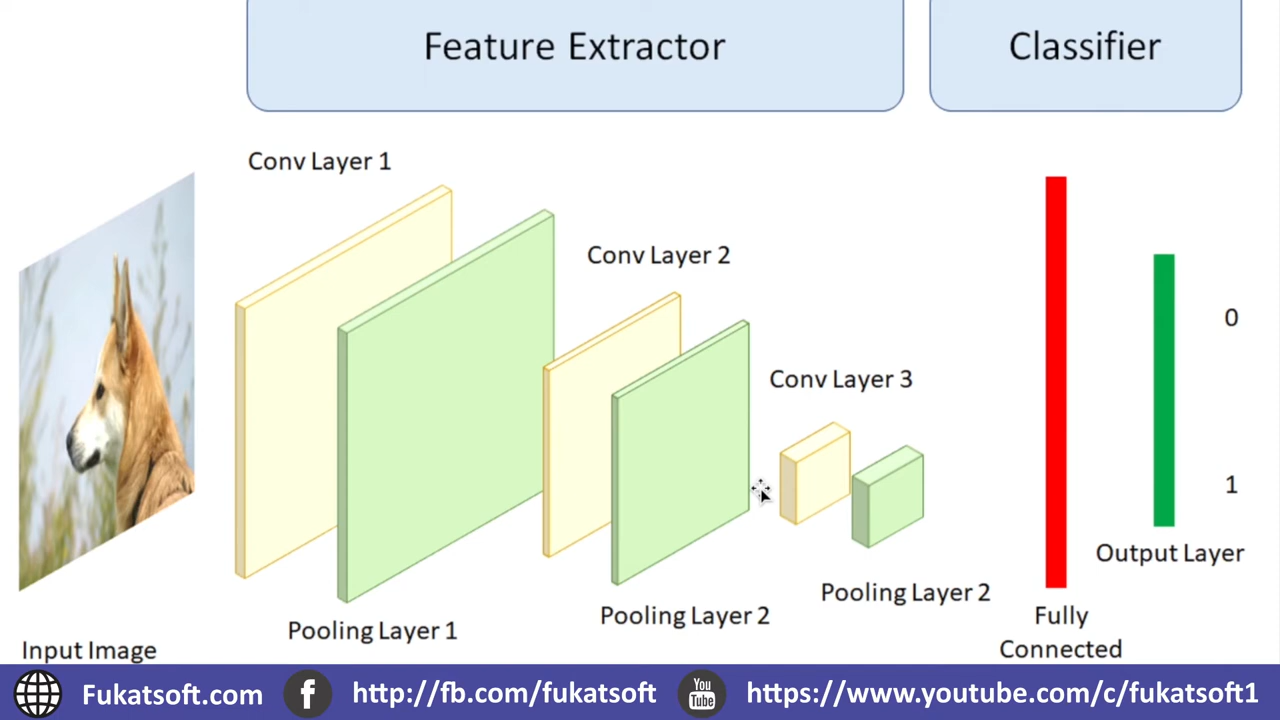 Feature Extractor
Classifier
Conv Layer 1
Conv Layer 2
Conv Layer 3
0
1
Output Layer
Pooling Layer 2
Pooling Layer 2
Fully
Connected
Pooling Layer 1
Input Image
Fukatsoft.com
f
http://fb.com/fukatsoft
You
Tube
https://www.youtube.com/c/fukatsoft1